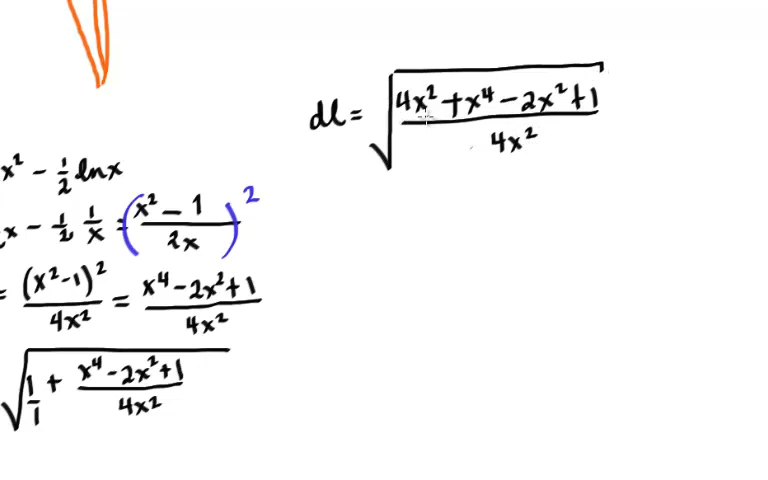 dl = √((4x² + x⁴ − 2x² + 1)/(4x²))
x² − 1/2 lnx
x − 1/2 1/x = ((x² − 1)/(2x))²
= (x²−1)²/(4x²) = (x⁴ − 2x² + 1)/(4x²)
√(1/1 + (x⁴ − 2x² + 1)/(4x²))